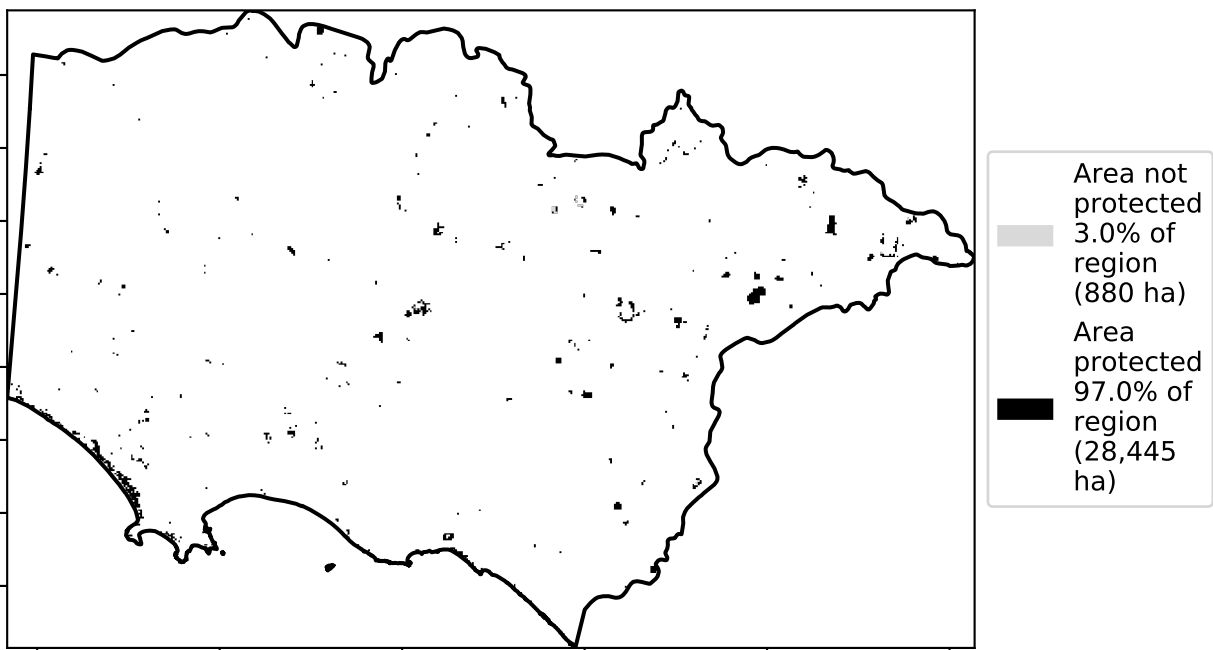 Area not
protected
3.0% of
region
(880 ha)
Area
protected
97.0% of
region
(28,445
ha)